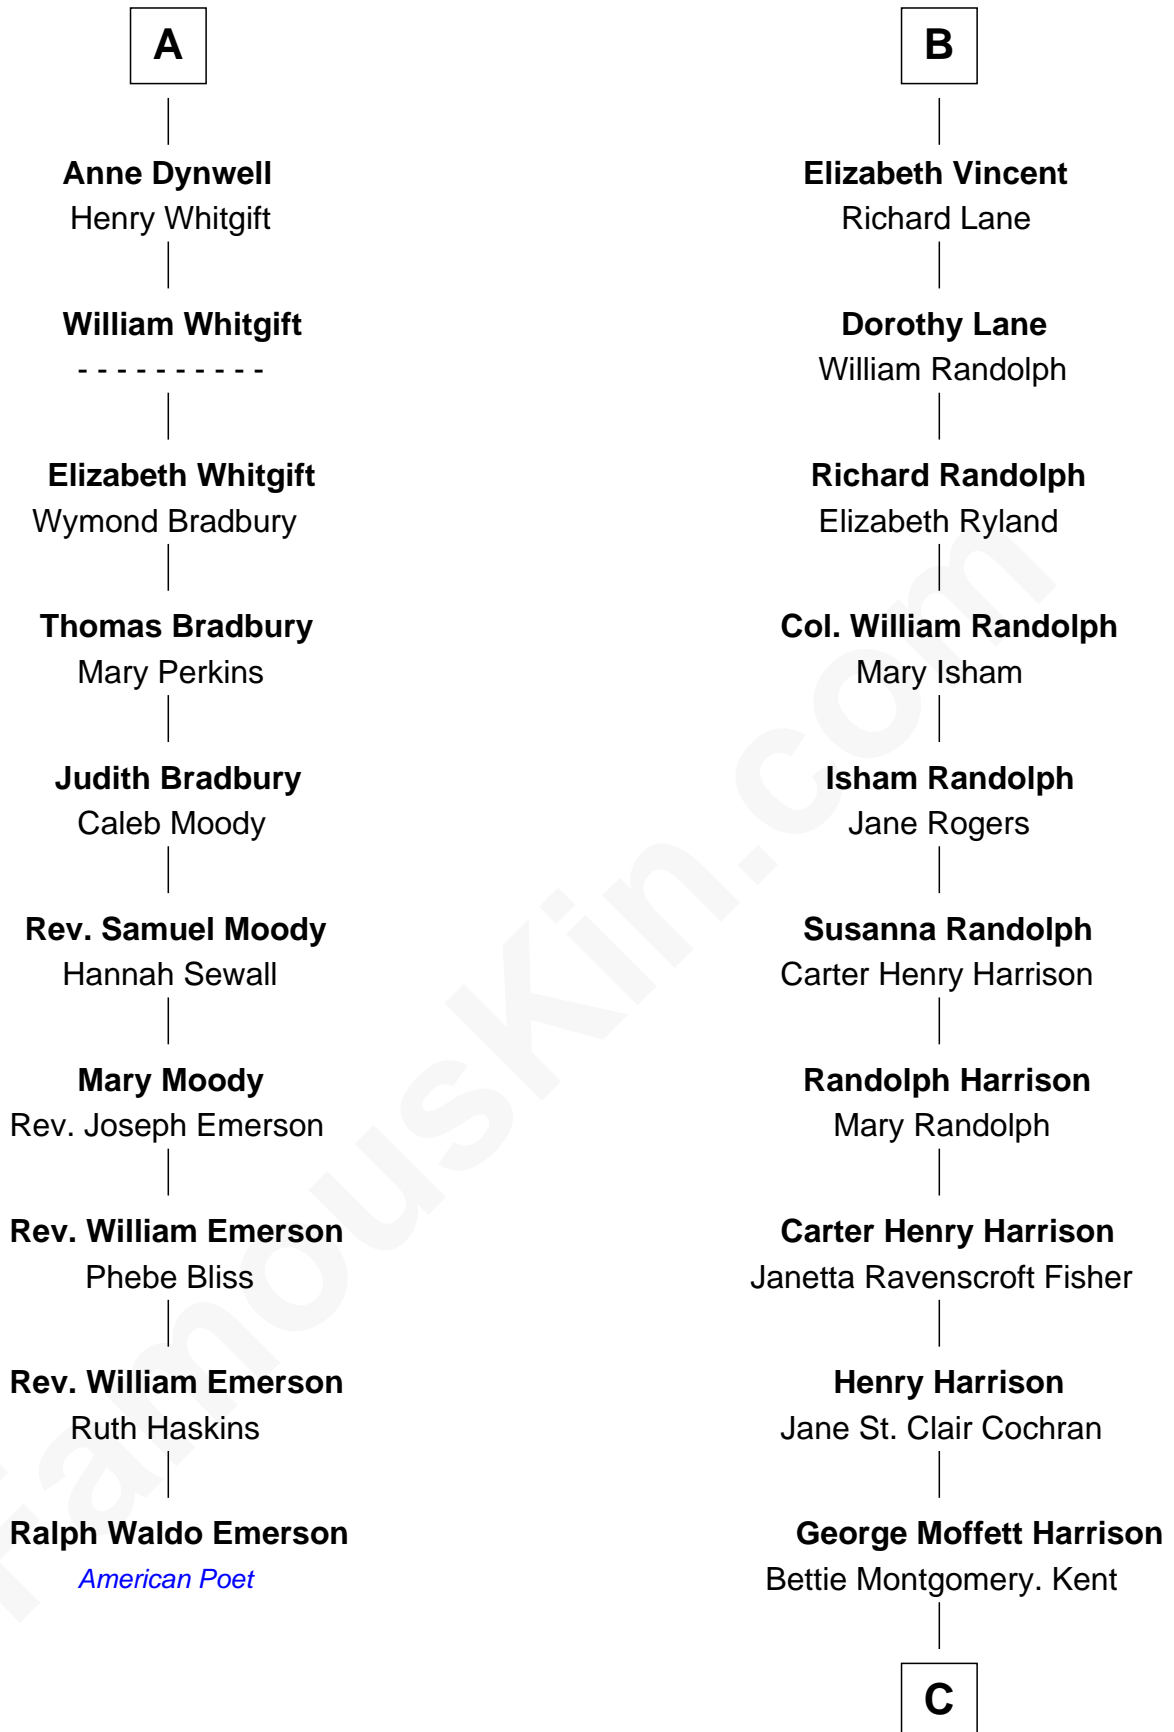 A
Anne Dynwell
Henry Whitgift
William Whitgift
- - - - - - - - - -
Elizabeth Whitgift
Wymond Bradbury
Thomas Bradbury
Mary Perkins
Judith Bradbury
Caleb Moody
Rev. Samuel Moody
Hannah Sewall
Mary Moody
Rev. Joseph Emerson
Rev. William Emerson
Phebe Bliss
Rev. William Emerson
Ruth Haskins
Ralph Waldo Emerson
American Poet
B
Elizabeth Vincent
Richard Lane
Dorothy Lane
William Randolph
Richard Randolph
Elizabeth Ryland
Col. William Randolph
Mary Isham
Isham Randolph
Jane Rogers
Susanna Randolph
Carter Henry Harrison
Randolph Harrison
Mary Randolph
Carter Henry Harrison
Janetta Ravenscroft Fisher
Henry Harrison
Jane St. Clair Cochran
George Moffett Harrison
Bettie Montgomery. Kent
C
FamousKin.com